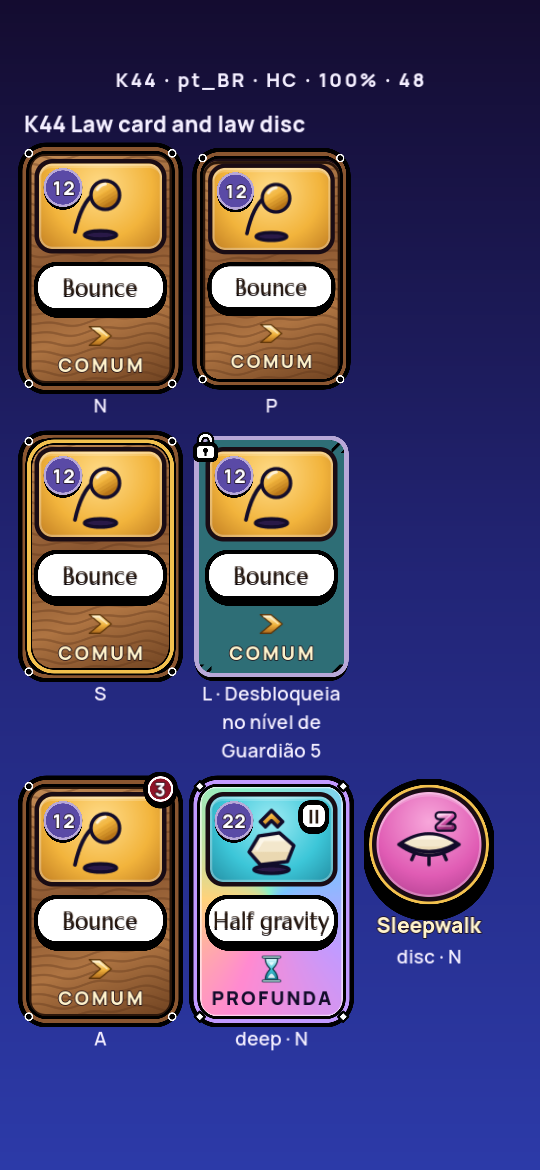 K44 · pt_BR · HC · 100% · 48
K44 Law card and law disc
12
Bounce
COMUM
N
12
Bounce
COMUM
P
12
Bounce
COMUM
S
12
Bounce
COMUM
L · Desbloqueia
no nível de
Guardião 5
12
3
Bounce
COMUM
A
22
Half gravity
PROFUNDA
deep · N
Z
Sleepwalk
disc · N